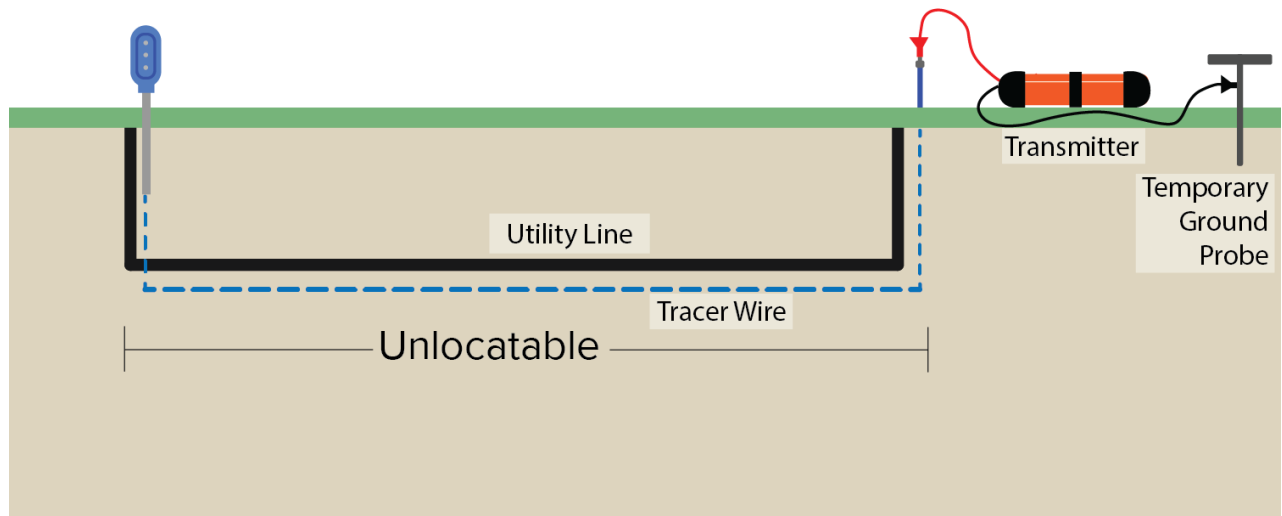 Transmitter
Temporary
Ground
Probe
Utility Line
Tracer Wire
Unlocatable